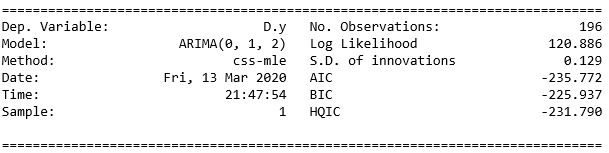 ==============================================================================
Dep. Variable:                    D.y   No. Observations:                  196
Model:                 ARIMA(0, 1, 2)   Log Likelihood                 120.886
Method:                       css-mle   S.D. of innovations              0.129
Date:                Fri, 13 Mar 2020   AIC                           -235.772
Time:                        21:47:54   BIC                           -225.937
Sample:                             1   HQIC                          -231.790
==============================================================================